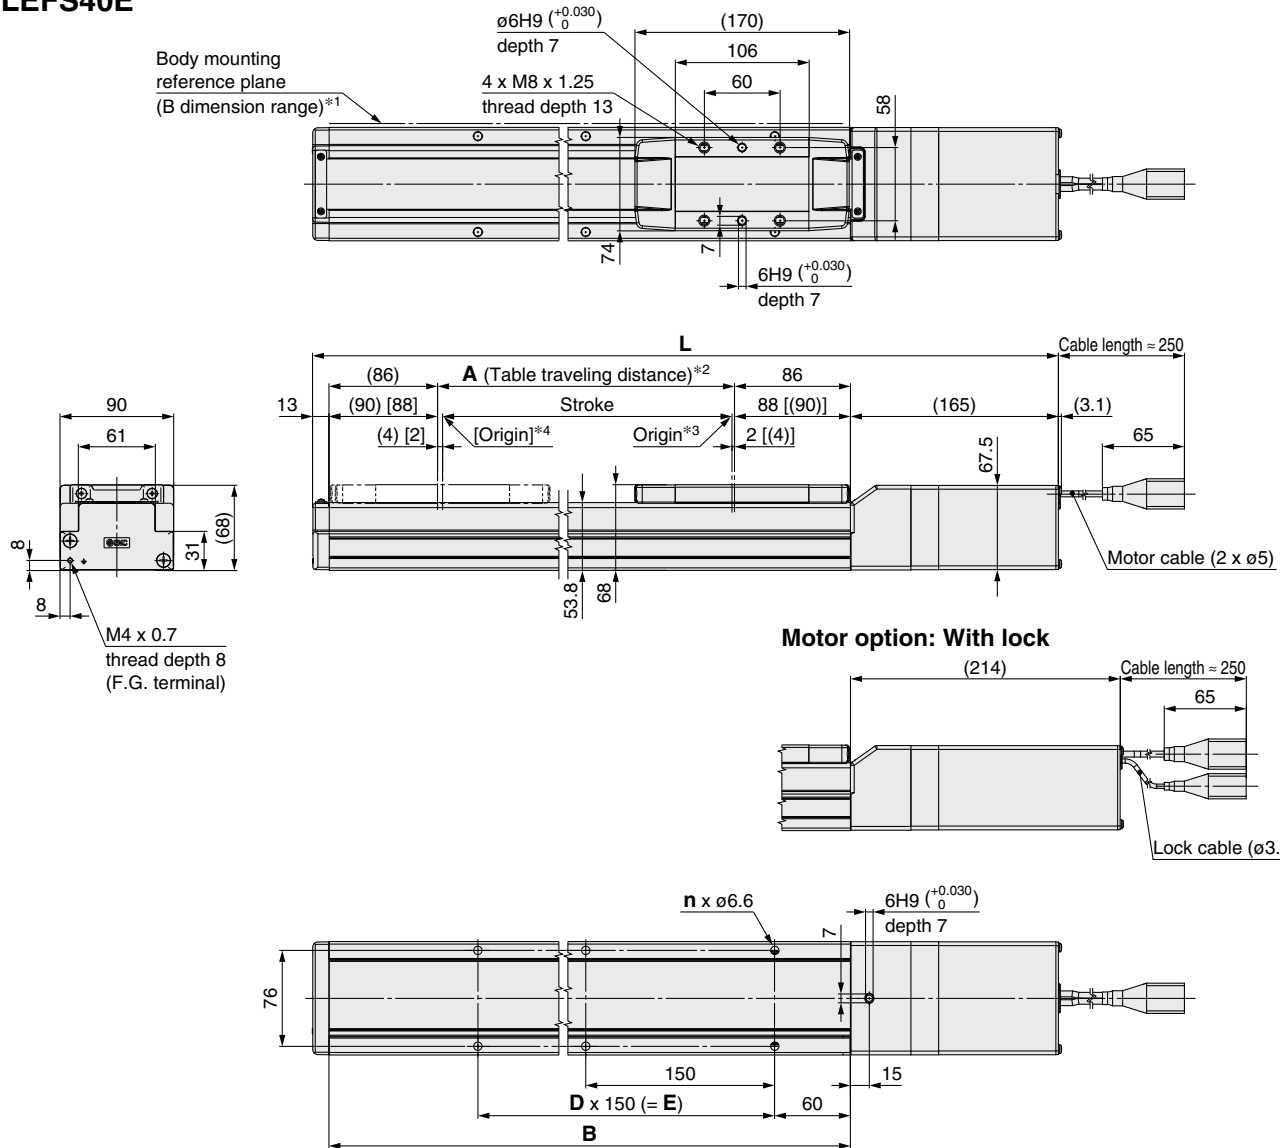 LEFS40E
ø6H9 (+0.030 0)
depth 7
(170)
106
60
58
Body mounting
reference plane
(B dimension range)*1
4 x M8 x 1.25
thread depth 13
74
7
6H9 (+0.030 0)
depth 7
L
Cable length ≈ 250
(86)
A (Table traveling distance)*2
86
13
(90) [88]
Stroke
88 [(90)]
(165)
(3.1)
(4) [2]
[Origin]*4
Origin*3
2 [(4)]
67.5
65
90
61
(68)
31
8
8
M4 x 0.7
thread depth 8
(F.G. terminal)
53.8
68
Motor cable (2 x ø5)
Motor option: With lock
(214)
Cable length ≈ 250
65
Lock cable (ø3.
n x ø6.6
6H9 (+0.030 0)
depth 7
7
76
150
15
D x 150 (= E)
60
B